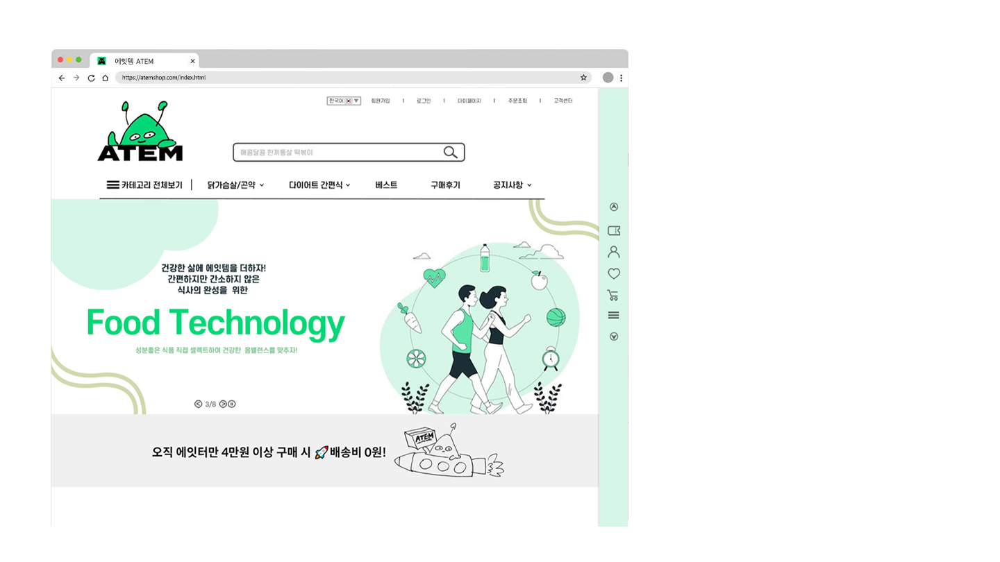 에잇템 ATEM
https://atemshop.com/index.html
한국어 회원가입 | 로그인 | 마이페이지 | 주문조회 | 고객센터
ATEM
매콤달콤 한끼통살 떡볶이
카테고리 전체보기 | 닭가슴살/곤약 다이어트 간편식 베스트 구매후기 공지사항
건강한 삶에 에잇템을 더하자!
간편하지만 간소하지 않은
식사의 완성을 위한
Food Technology
성분좋은 식품 직접 셀렉트하여 건강한 몸밸런스를 맞추자!
3/8
ATEM
오직 에잇터만 4만원 이상 구매 시 🚀배송비 0원!